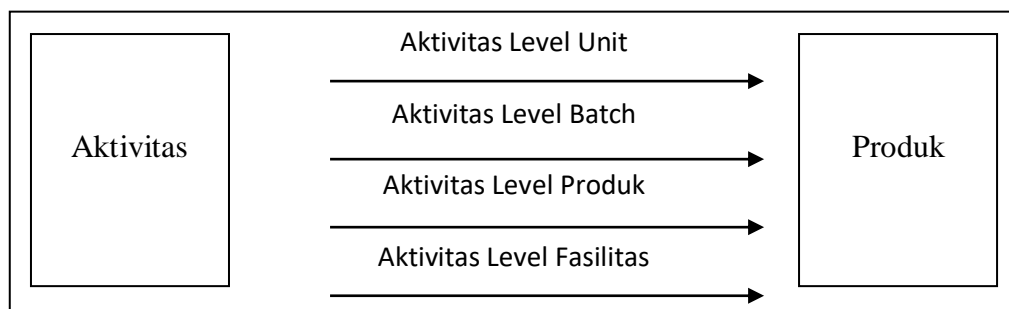 Aktivitas Level Unit
Aktivitas Level Batch
Aktivitas
Produk
Aktivitas Level Produk
Aktivitas Level Fasilitas